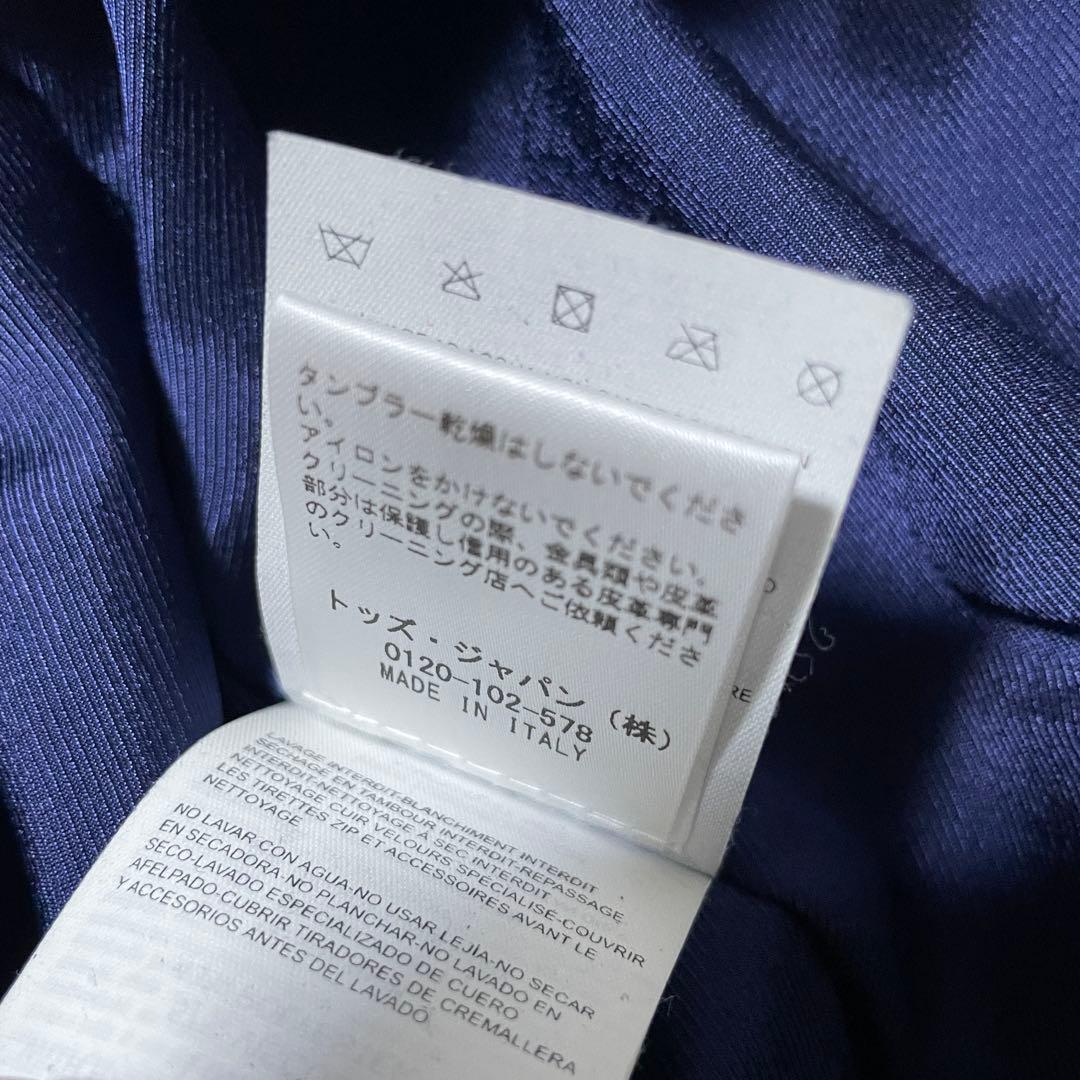 タンブラー乾燥はしないでくださ
い。
アイロンをかけないでください。
クリーニングの際、金具類や皮革
部分は保護し信用のある皮革専門
のクリーニング店へご依頼くださ
い。
トッズ・ジャパン(株)
0120-102-578
MADE IN ITALY
RE
LAVAGE INTERDIT-BLANCHIMENT INTERDIT
SECHAGE EN TAMBOUR INTERDIT-REPASSAGE
INTERDIT-NETTOYAGE A SEC INTERDIT
NETTOYAGE CUIR VELOURS SPECIALISE-COUVRIR
LES TIRETTES ZIP ET ACCESSOIRES AVANT LE
NETTOYAGE
NO LAVAR CON AGUA-NO USAR LEJIA-NO SECAR
EN SECADORA-NO PLANCHAR-NO LAVADO EN
SECO-LAVADO ESPECIALIZADO DE CUERO
AFELPADO-CUBRIR TIRADORES DE CREMALLERA
Y ACCESORIOS ANTES DEL LAVADO